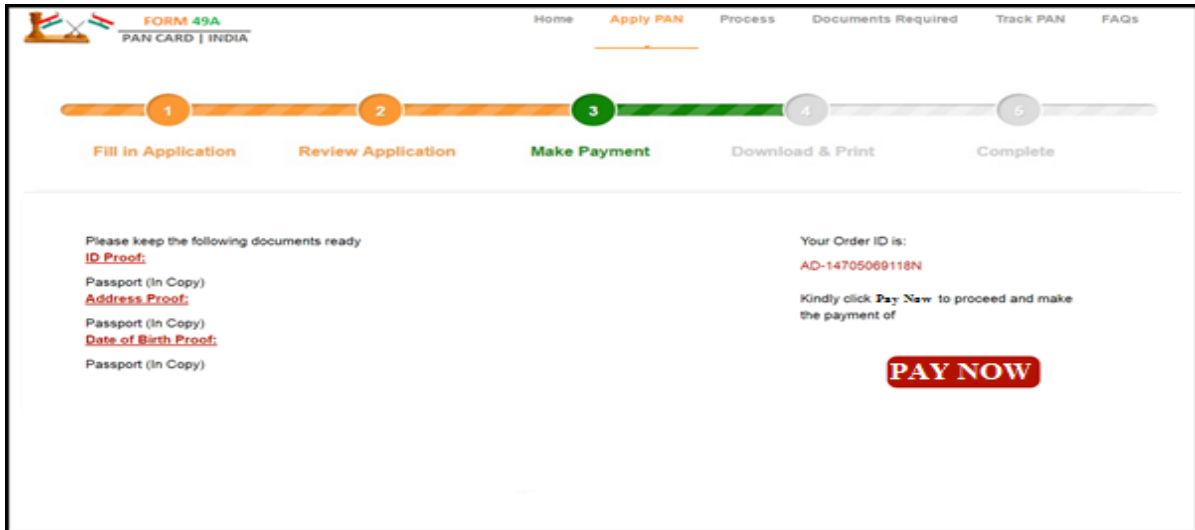 FORM 49A
PAN CARD | INDIA
Home Apply PAN Process Documents Required Track PAN FAQs
1 2 3 4 5
Fill in Application Review Application Make Payment Download & Print Complete
Please keep the following documents ready
ID Proof:
Passport (In Copy)
Address Proof:
Passport (In Copy)
Date of Birth Proof:
Passport (In Copy)
Your Order ID is:
AD-14705069118N
Kindly click Pay Now to proceed and make
the payment of
PAY NOW